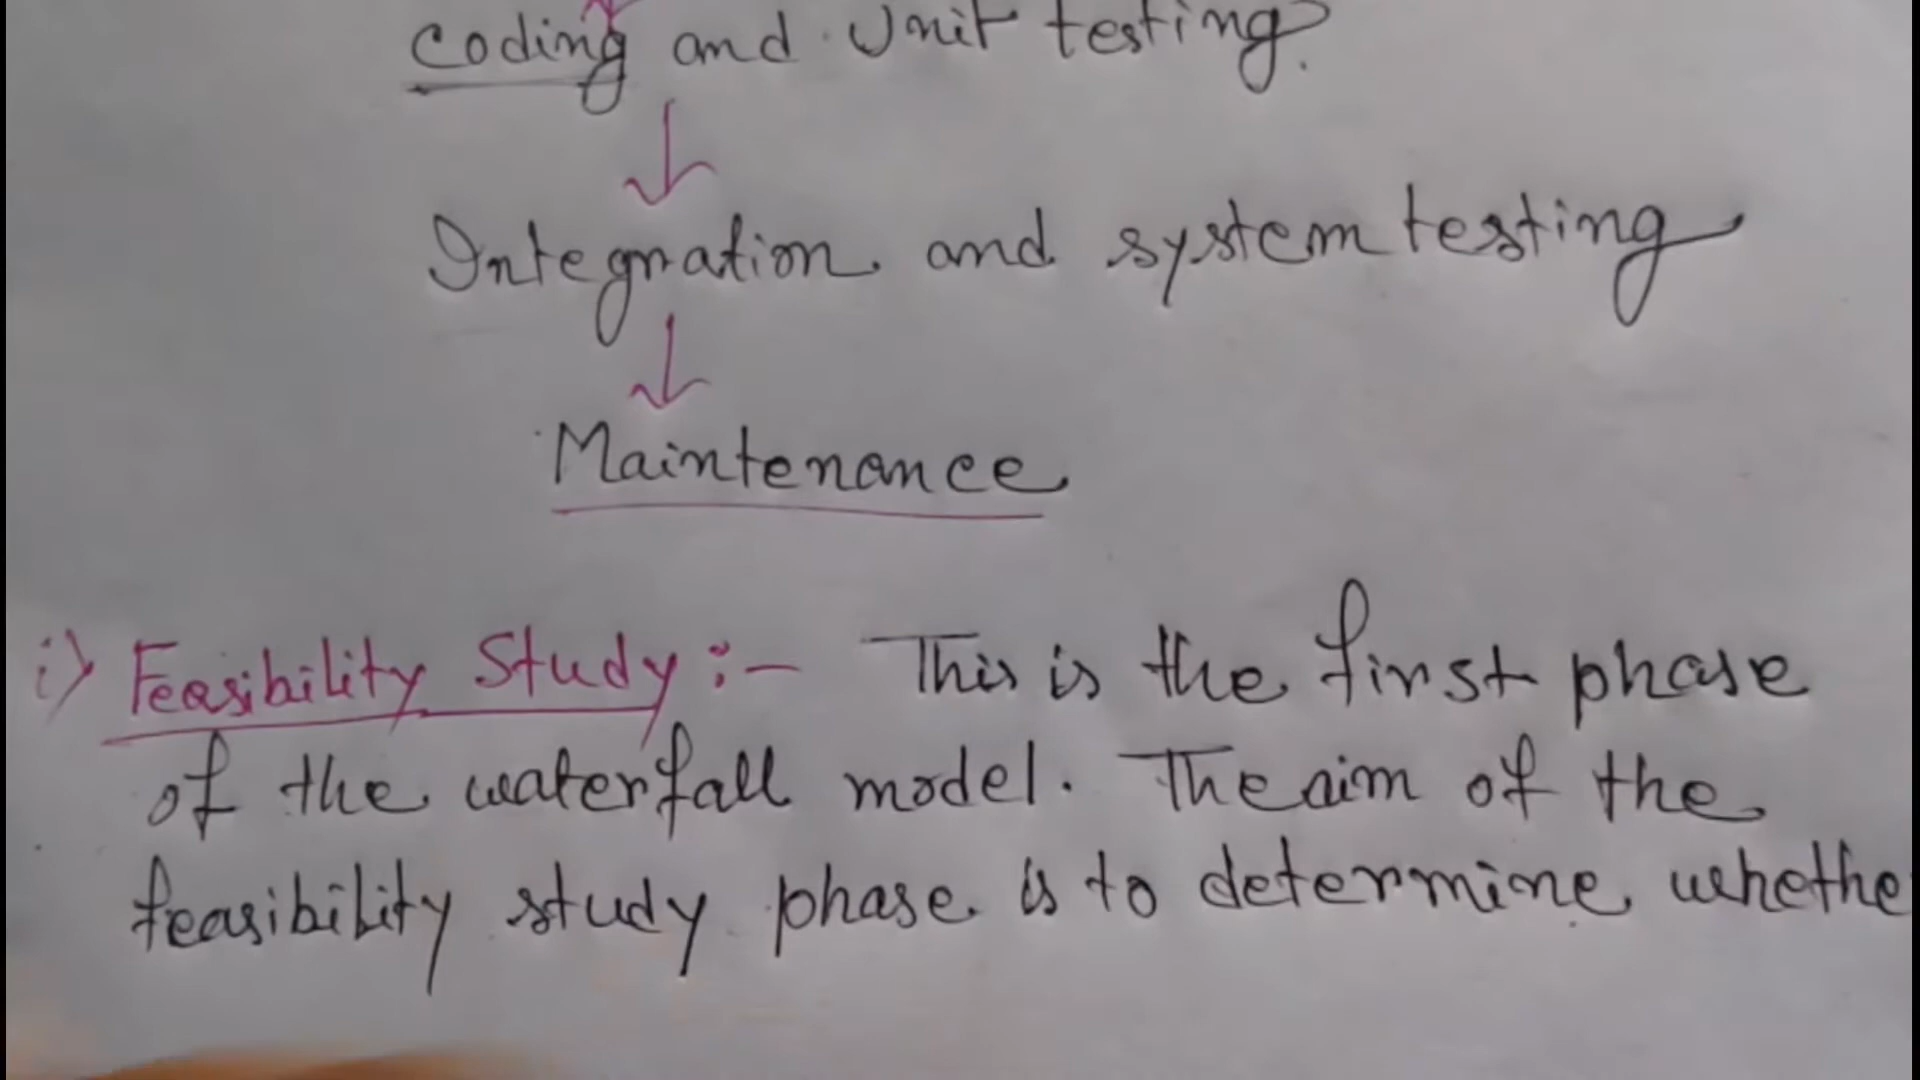 coding and Unit testing.
Integration and system testing
Maintenance
i) Feasibility Study :- This is the first phase
of the waterfall model. The aim of the
feasibility study phase is to determine whethe